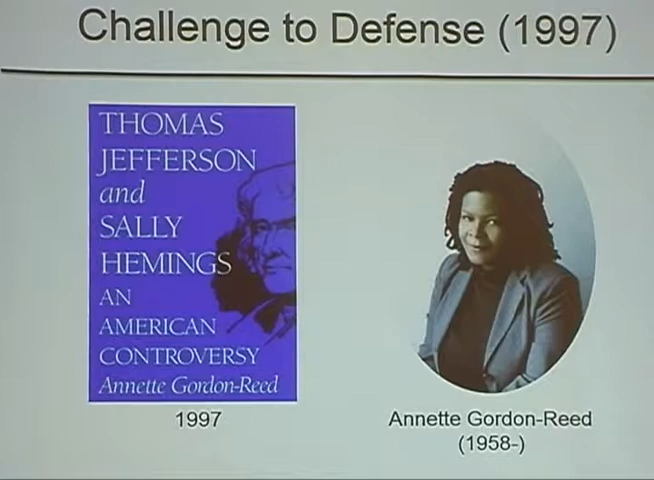 Challenge to Defense (1997)
THOMAS
JEFFERSON
and
SALLY
HEMINGS
AN
AMERICAN
CONTROVERSY
Annette Gordon-Reed
1997
Annette Gordon-Reed
(1958-)